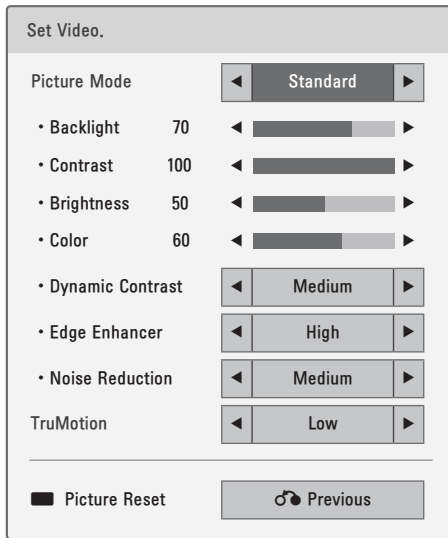 Set Video.
Picture Mode Standard
• Backlight 70
• Contrast 100
• Brightness 50
• Color 60
• Dynamic Contrast Medium
• Edge Enhancer High
• Noise Reduction Medium
TruMotion Low
Picture Reset Previous